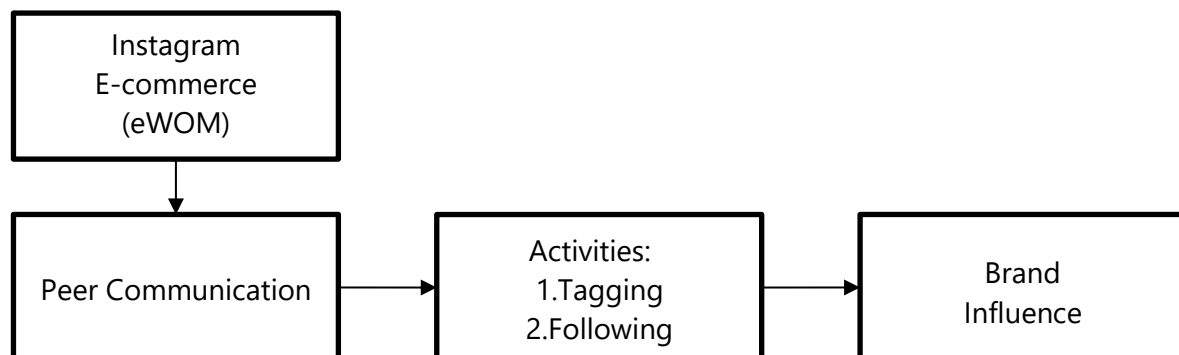 Instagram
E-commerce
(eWOM)
Peer Communication
Activities:
1.Tagging
2.Following
Brand
Influence